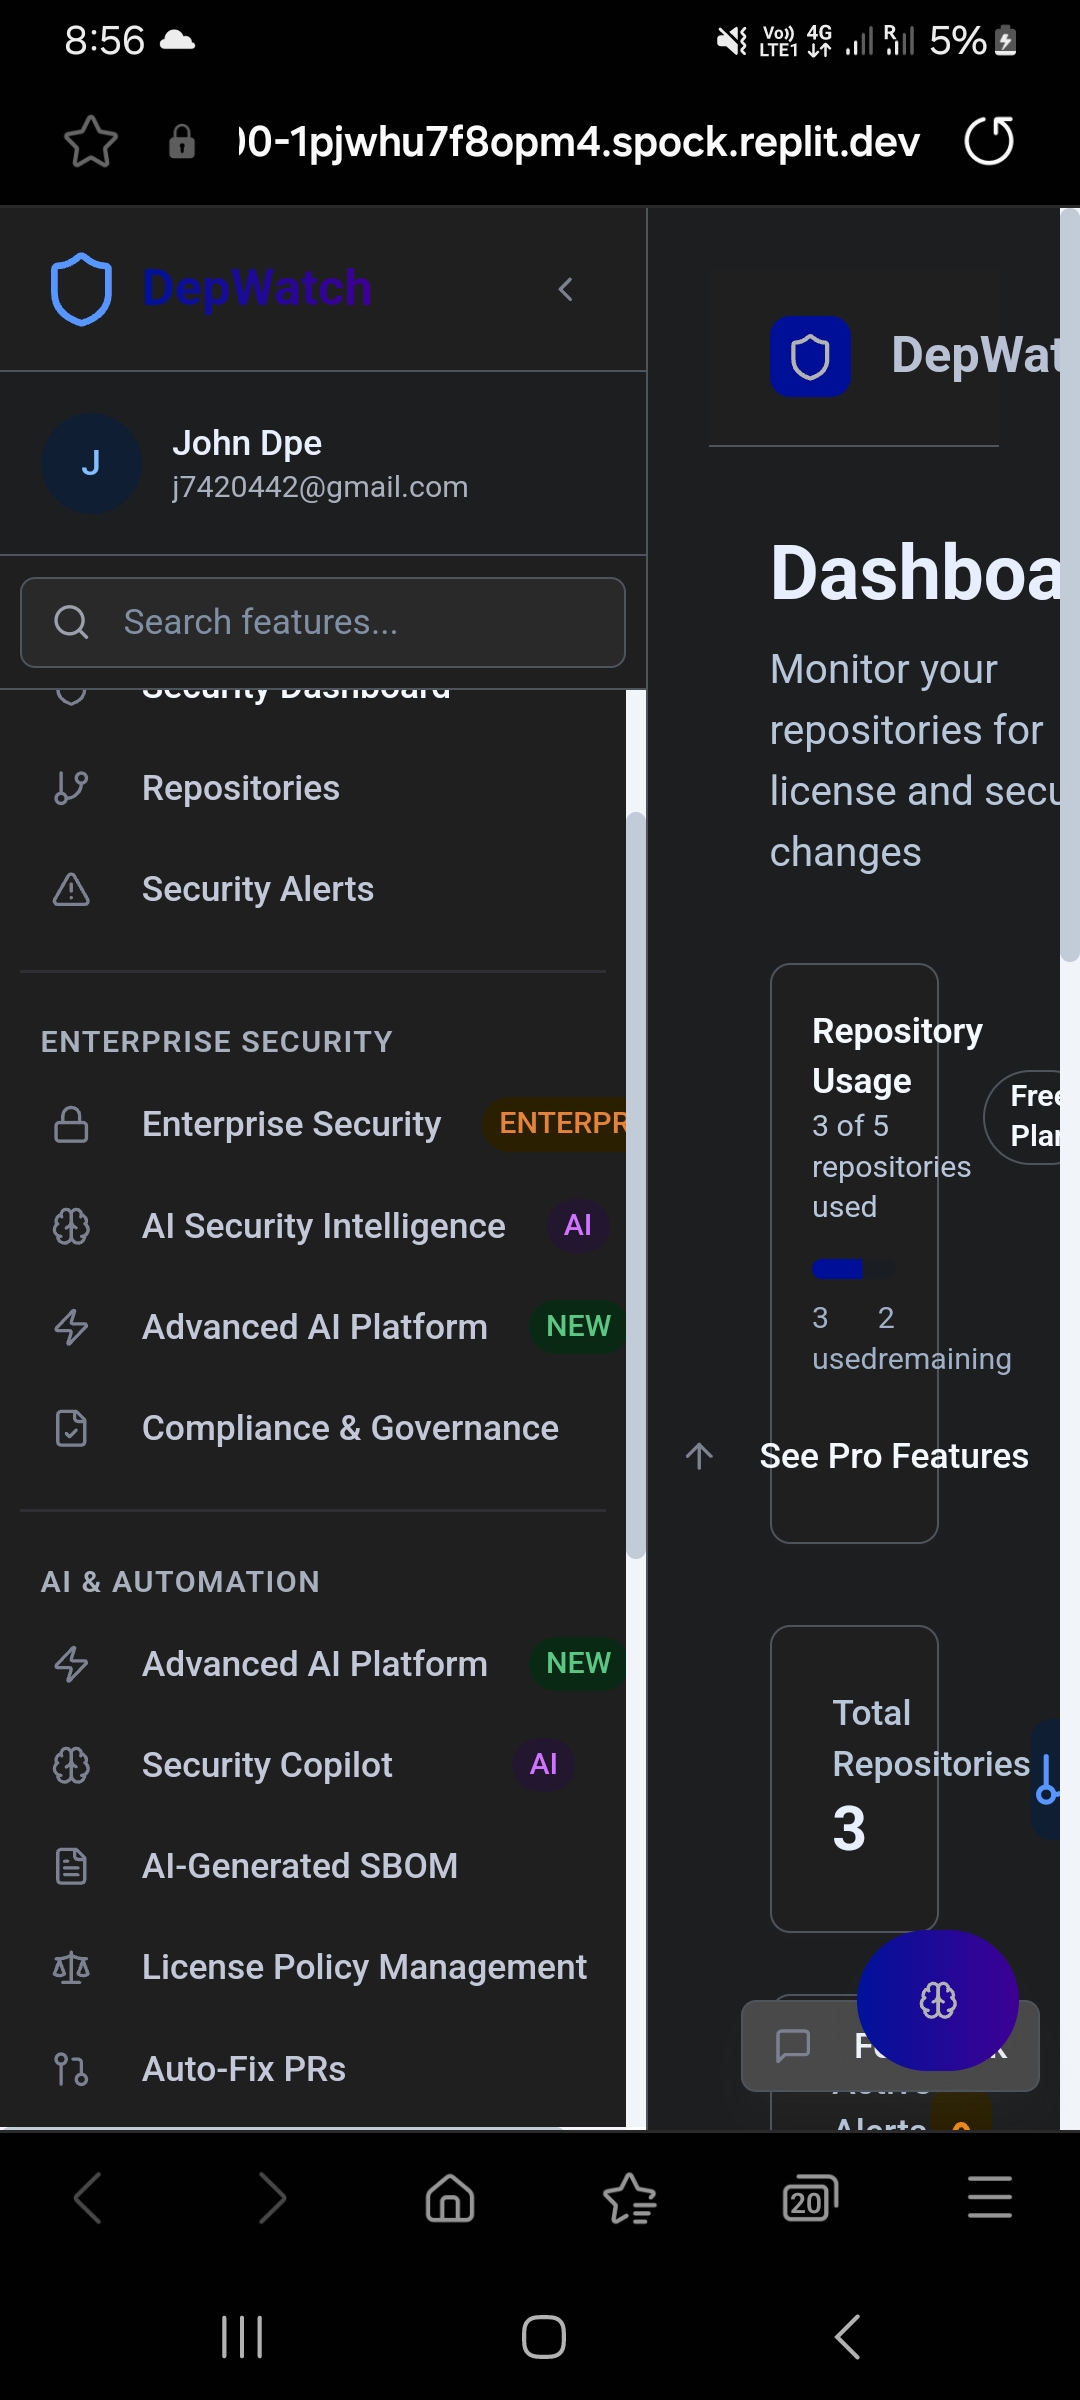 8:56
Vo)) LTE1 4G R 5%
00-1pjwhu7f8opm4.spock.replit.dev
DepWatch
John Dpe
j7420442@gmail.com
Search features...
Security Dashboard
Repositories
Security Alerts
ENTERPRISE SECURITY
Enterprise Security ENTERPR
AI Security Intelligence AI
Advanced AI Platform NEW
Compliance & Governance
AI & AUTOMATION
Advanced AI Platform NEW
Security Copilot AI
AI-Generated SBOM
License Policy Management
Auto-Fix PRs
DepWat
Dashboa
Monitor your
repositories for
license and secu
changes
Repository
Usage
Free
Plan
3 of 5
repositories
used
3 2
used remaining
See Pro Features
Total
Repositories
3
Active
Alerts
20